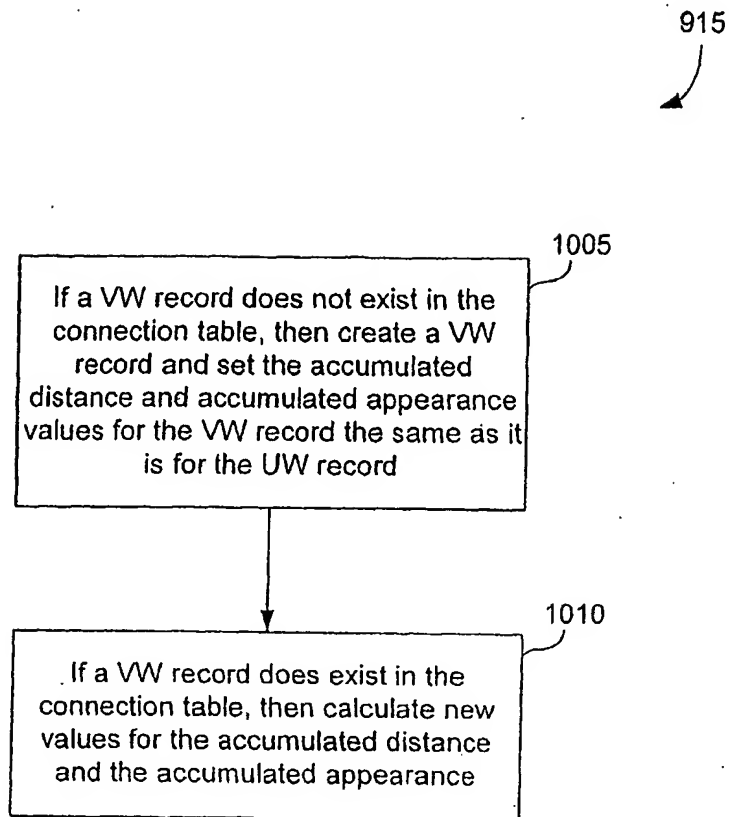 915
1005
If a VW record does not exist in the
connection table, then create a VW
record and set the accumulated
distance and accumulated appearance
values for the VW record the same as it
is for the UW record
1010
If a VW record does exist in the
connection table, then calculate new
values for the accumulated distance
and the accumulated appearance